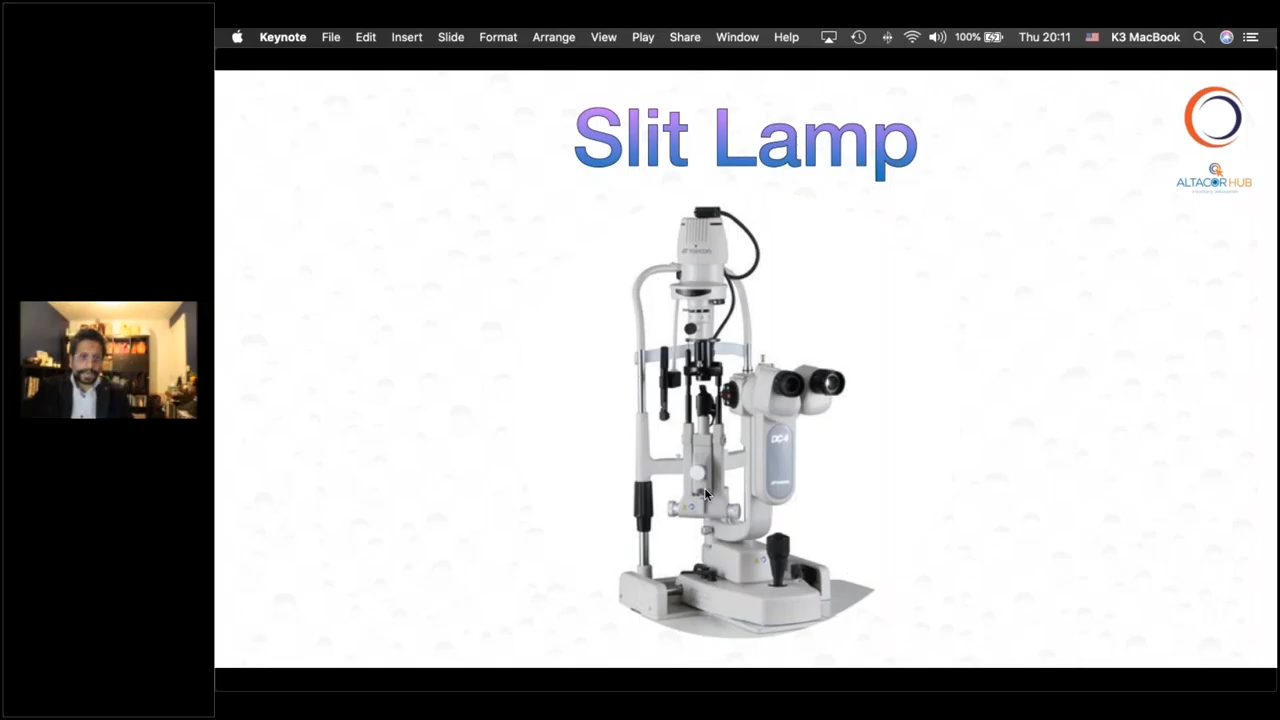 Keynote File Edit Insert Slide Format Arrange View Play Share Window Help 100% Thu 20:11 K3 MacBook
Slit Lamp
ALTACOR HUB
TOPCON
DC-4